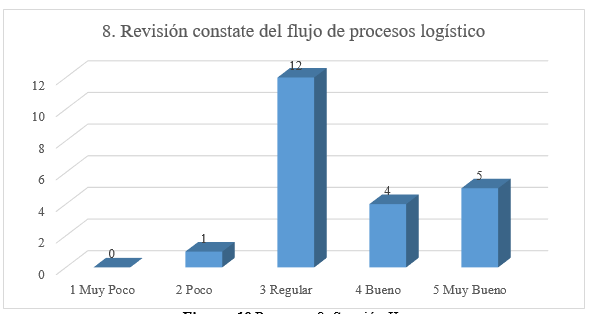 8. Revisión constate del flujo de procesos logístico
12
10
8
6
4
2
0
0
1
12
4
5
1 Muy Poco
2 Poco
3 Regular
4 Bueno
5 Muy Bueno